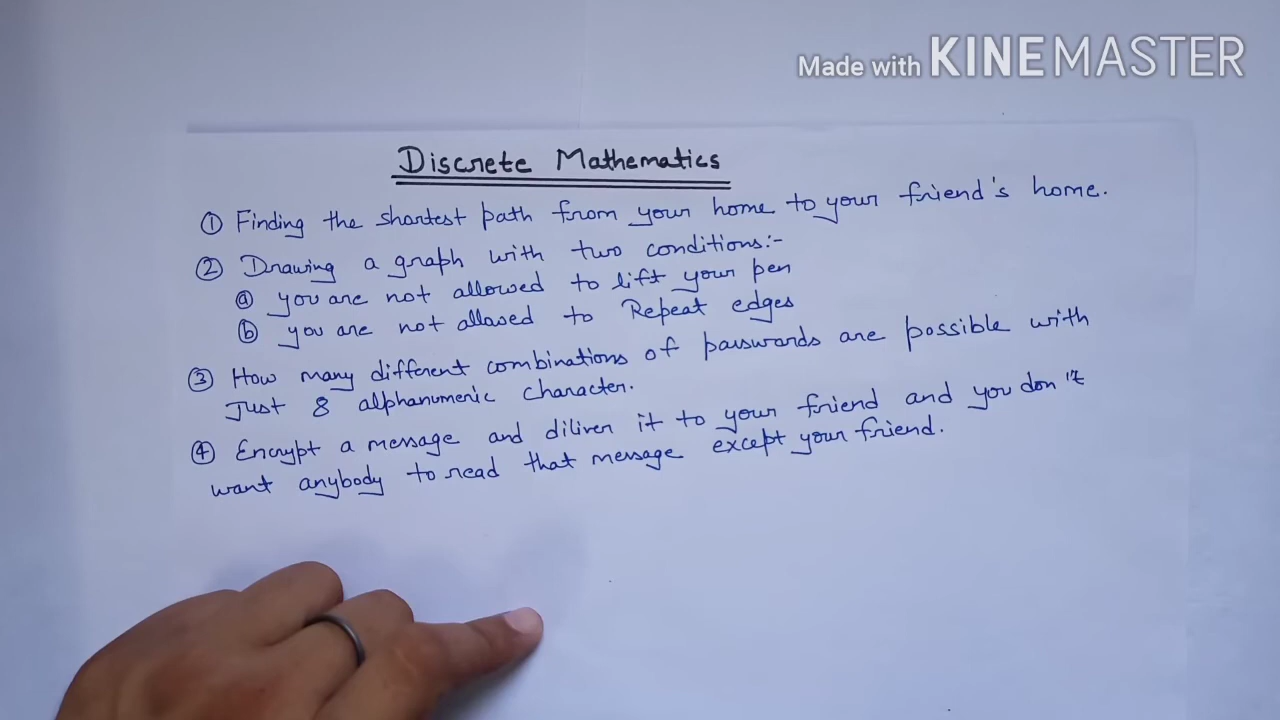 Made with KINEMASTER
Discrete Mathematics
① Finding the shortest path from your home to your friend's home.
② Drawing a graph with two conditions:-
ⓐ you are not allowed to lift your pen
ⓑ you are not allowed to Repeat edges
③ How many different combinations of passwords are possible with
Just 8 alphanumeric character.
④ Encrypt a message and diliver it to your friend and you don't
want anybody to read that message except your friend.